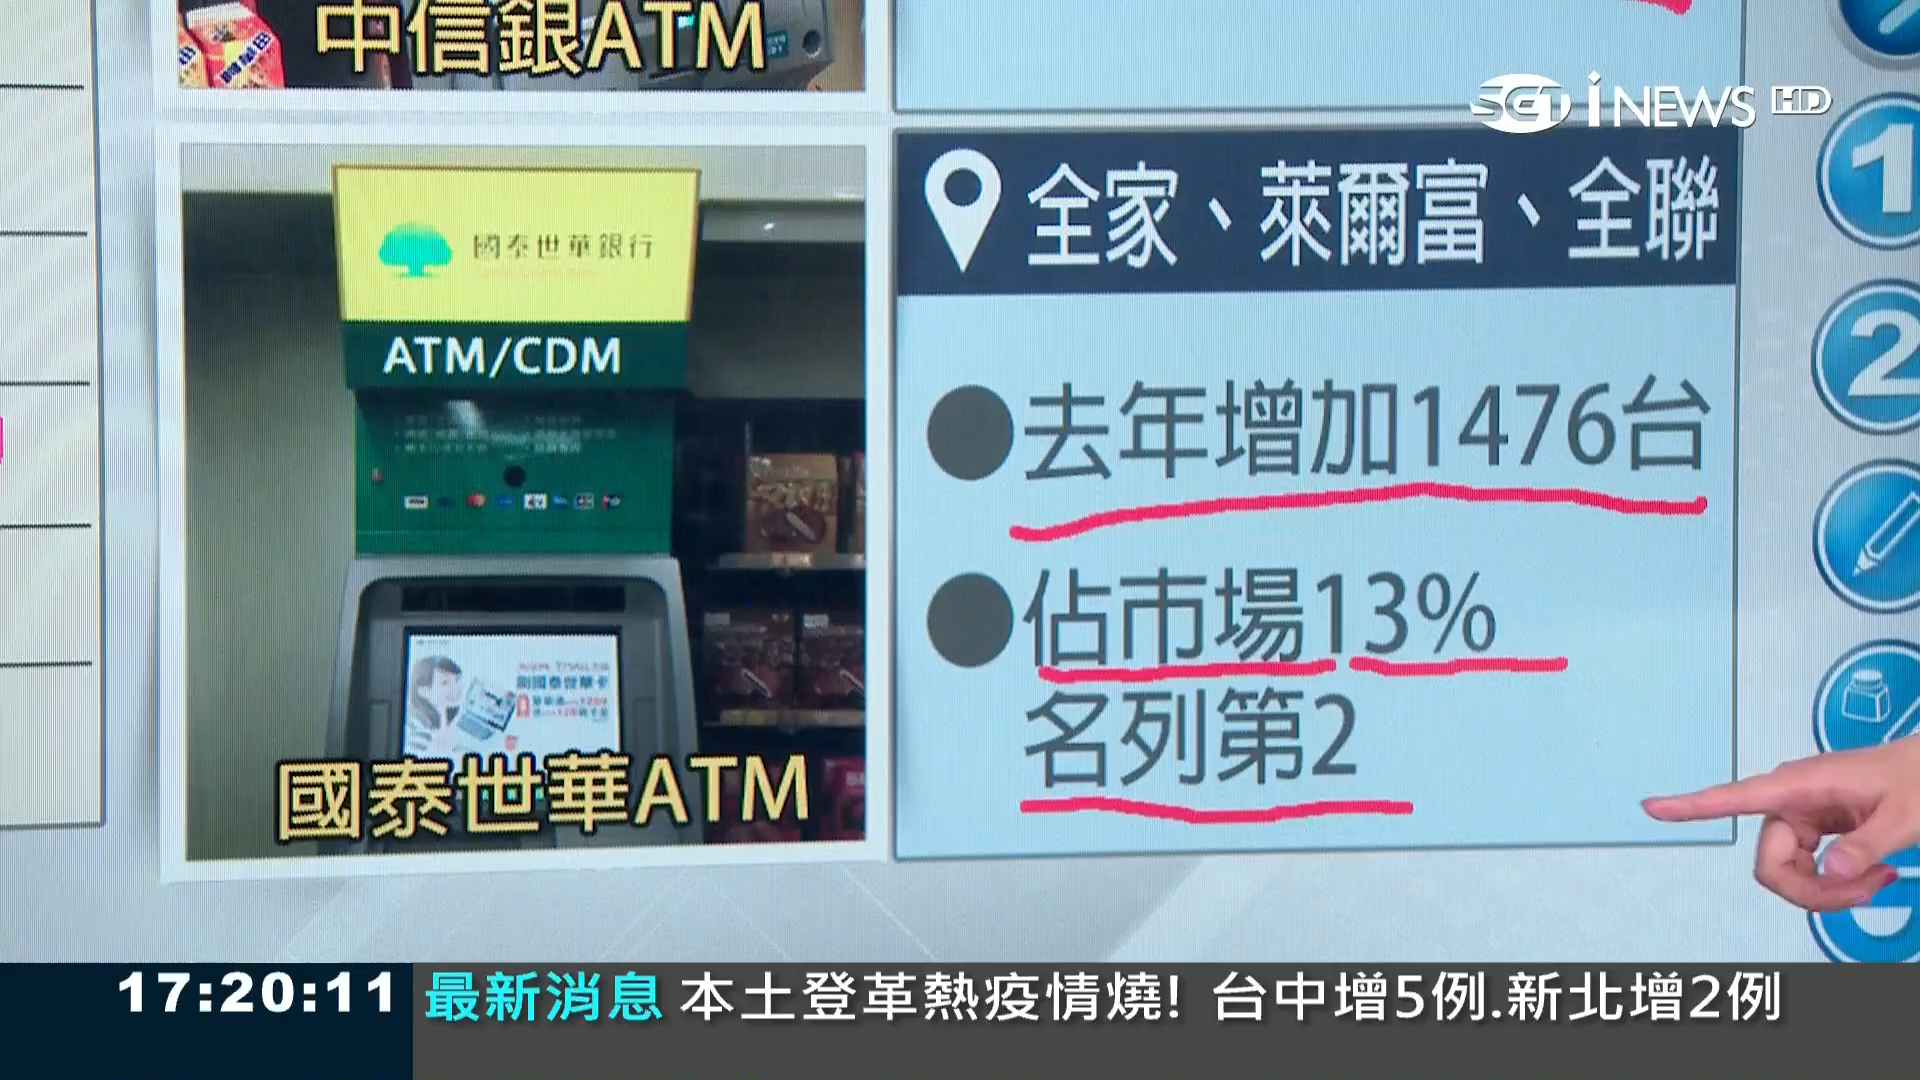 中信銀ATM
SET iNEWS HD
1
國泰世華銀行
ATM/CDM
國泰世華ATM
全家、萊爾富、全聯
去年增加1476台
佔市場13%
名列第2
2
17:20:11
最新消息 本土登革熱疫情燒! 台中增5例.新北增2例